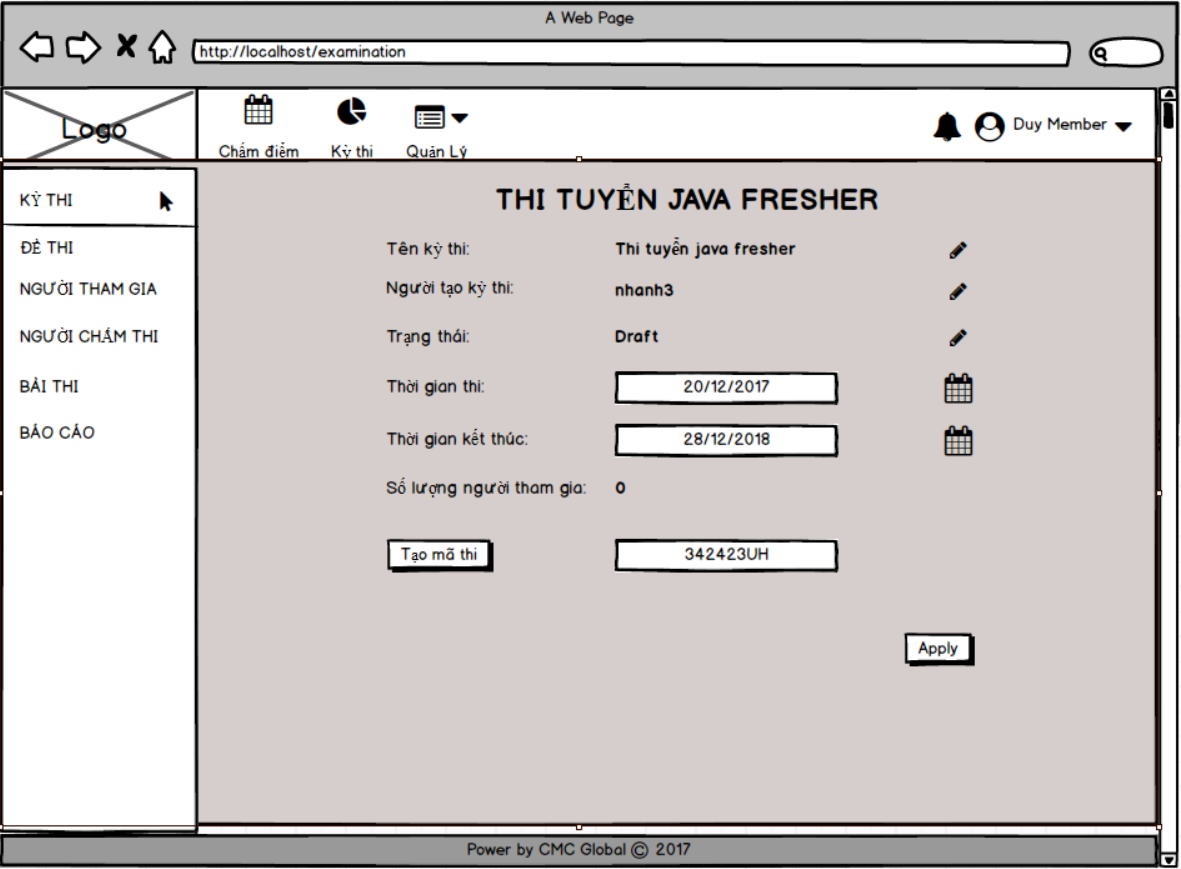 A Web Page
http://localhost/examination
Logo
Chấm điểm
Kỳ thi
Quản Lý
Duy Member
KỲ THI
ĐỀ THI
NGƯỜI THAM GIA
NGƯỜI CHẤM THI
BÀI THI
BÁO CÁO
THI TUYỂN JAVA FRESHER
Tên kỳ thi: Thi tuyển java fresher
Người tạo kỳ thi: nhanh3
Trạng thái: Draft
Thời gian thi: 20/12/2017
Thời gian kết thúc: 28/12/2018
Số lượng người tham gia: 0
Tạo mã thi 342423UH
Apply
Power by CMC Global © 2017